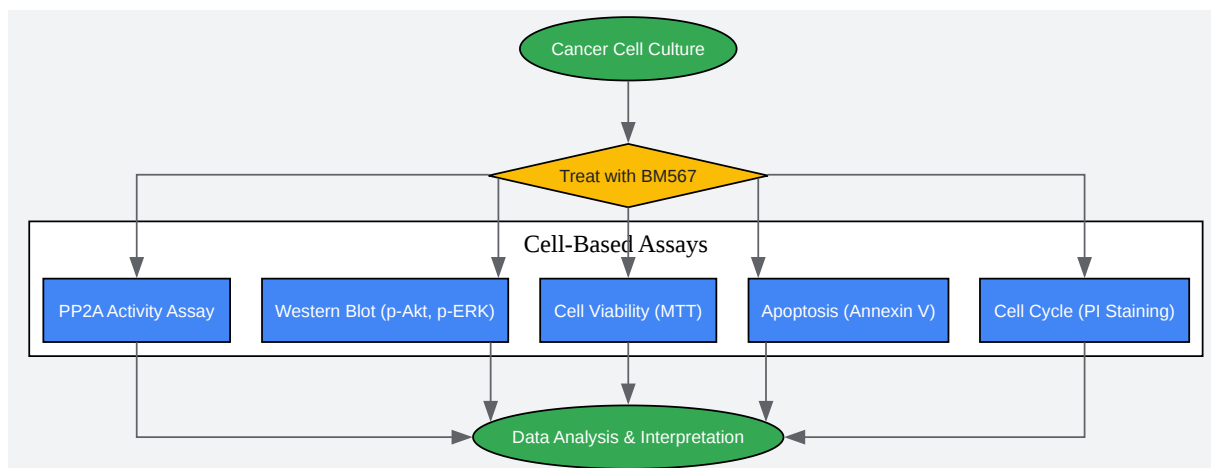 Cancer Cell Culture
Treat with BM567
Cell-Based Assays
PP2A Activity Assay
Western Blot (p-Akt, p-ERK)
Cell Viability (MTT)
Apoptosis (Annexin V)
Cell Cycle (PI Staining)
Data Analysis & Interpretation